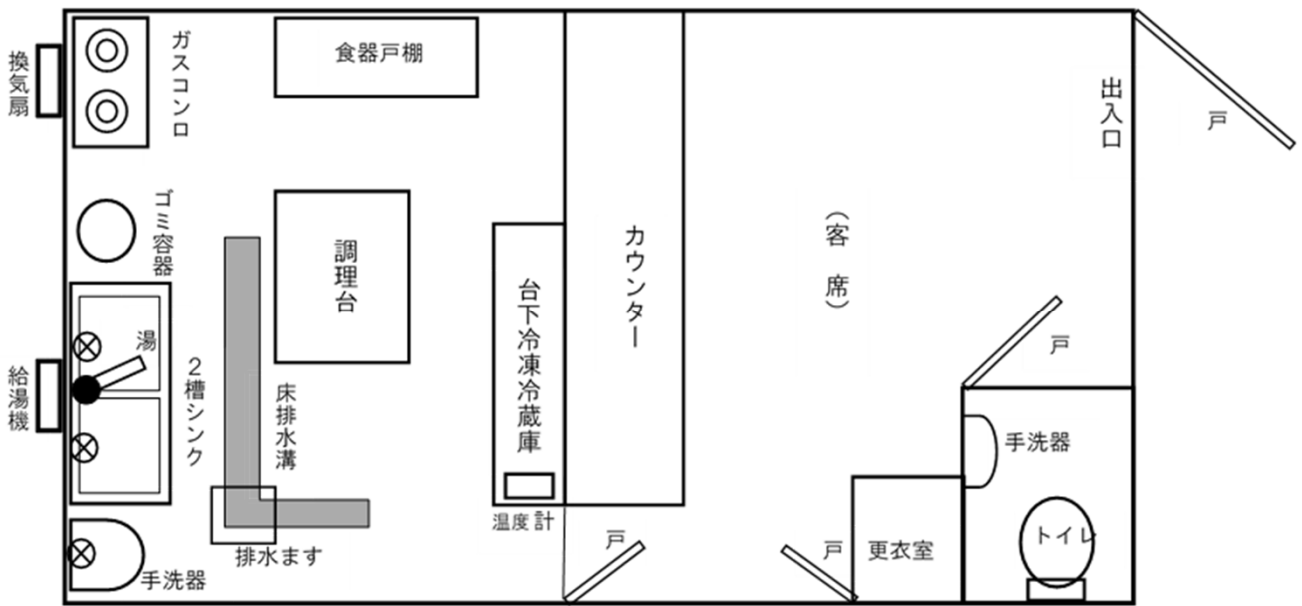 換気扇
ガスコンロ
食器戸棚
出入口
戸
ゴミ容器
調理台
カウンター
(客 席)
台下冷凍冷蔵庫
湯
給湯機
2槽シンク
床排水溝
戸
手洗器
温度計
排水ます
手洗器
戸
戸
更衣室
トイレ